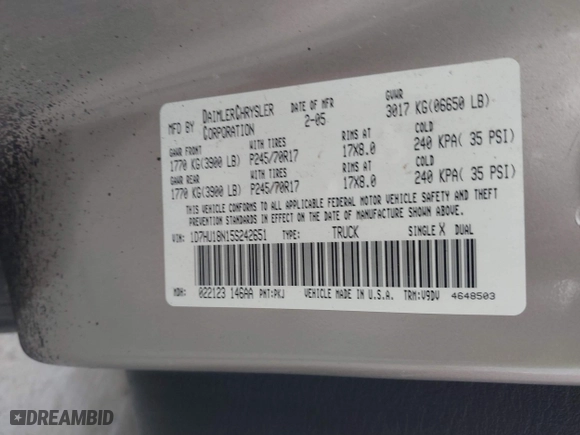 MFD BY DAIMLERCHRYSLER CORPORATION DATE OF MFR 2-05 GVWR 3017 KG(06650 LB)
GAWR FRONT WITH TIRES RIMS AT COLD
1770 KG(3900 LB) P245/70R17 17X8.0 240 KPA( 35 PSI)
GAWR REAR WITH TIRES RIMS AT COLD
1770 KG(3900 LB) P245/70R17 17X8.0 240 KPA( 35 PSI)
THIS VEHICLE CONFORMS TO ALL APPLICABLE FEDERAL MOTOR VEHICLE SAFETY AND THEFT
PREVENTION STANDARDS IN EFFECT ON THE DATE OF MANUFACTURE SHOWN ABOVE.
VIN: 1D7HU18N15S242651 TYPE: TRUCK SINGLE X DUAL
MDH: 022123 146AA PNT:PKJ VEHICLE MADE IN U.S.A. TRM:V9DV 4648503
DREAMBID